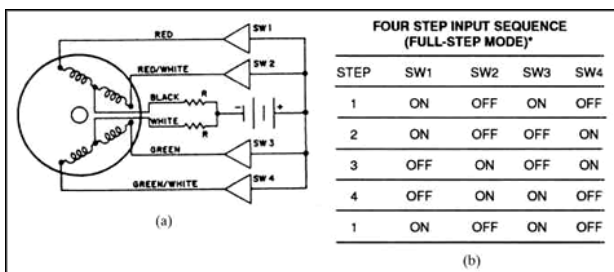 RED
SW1
RED/WHITE
SW2
BLACK
R
- +
WHITE
R
GREEN
SW3
GREEN/WHITE
SW4
(a)
FOUR STEP INPUT SEQUENCE
(FULL-STEP MODE)*
STEP SW1 SW2 SW3 SW4
1 ON OFF ON OFF
2 ON OFF OFF ON
3 OFF ON OFF ON
4 OFF ON ON OFF
1 ON OFF ON OFF
(b)